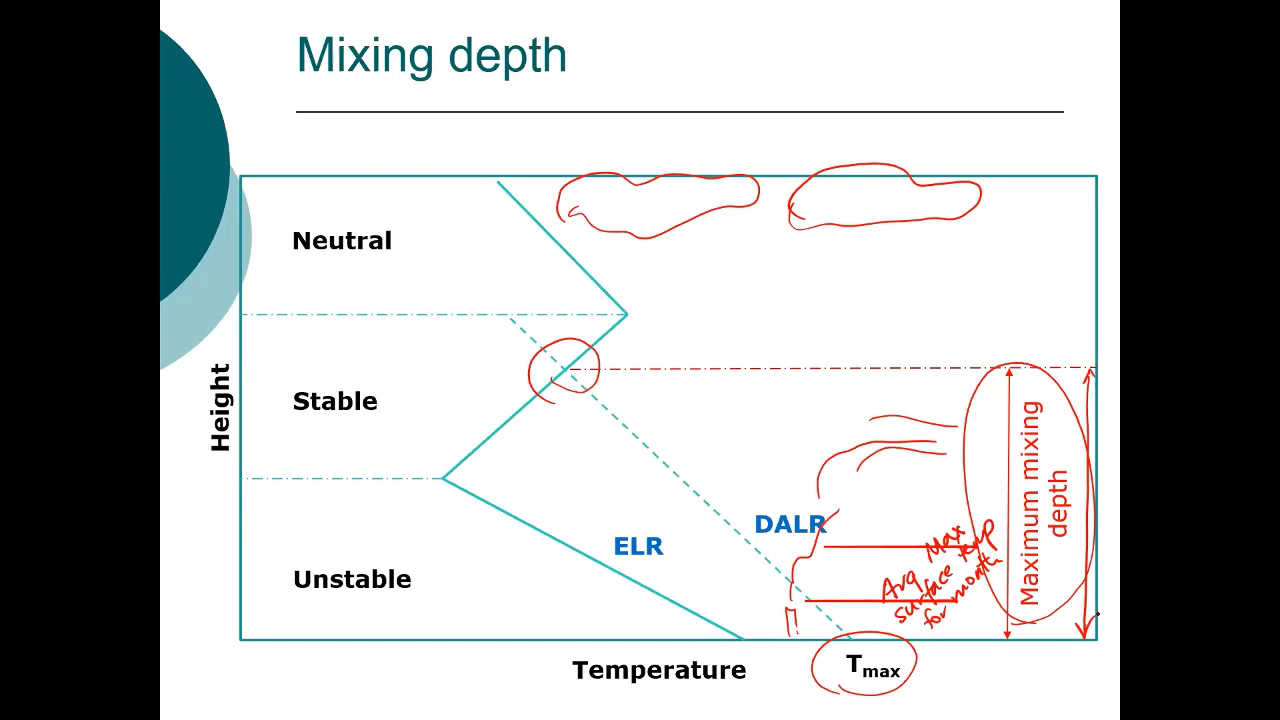 Mixing depth
Neutral
Stable
Unstable
Height
ELR
DALR
Avg Max
surface temp
for month
Maximum mixing
depth
Temperature
Tmax